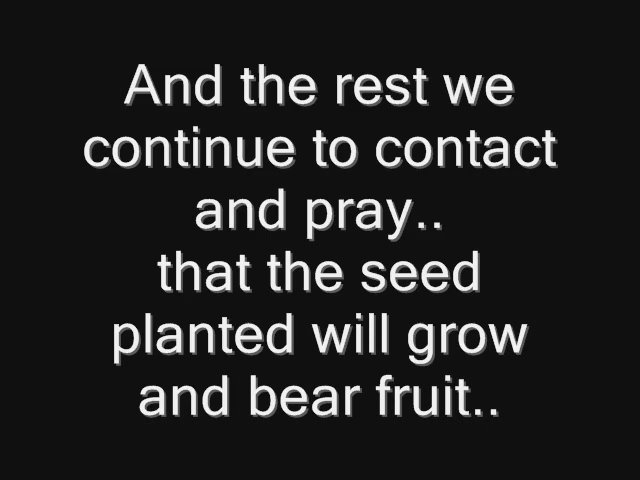 And the rest we
continue to contact
and pray..
that the seed
planted will grow
and bear fruit..